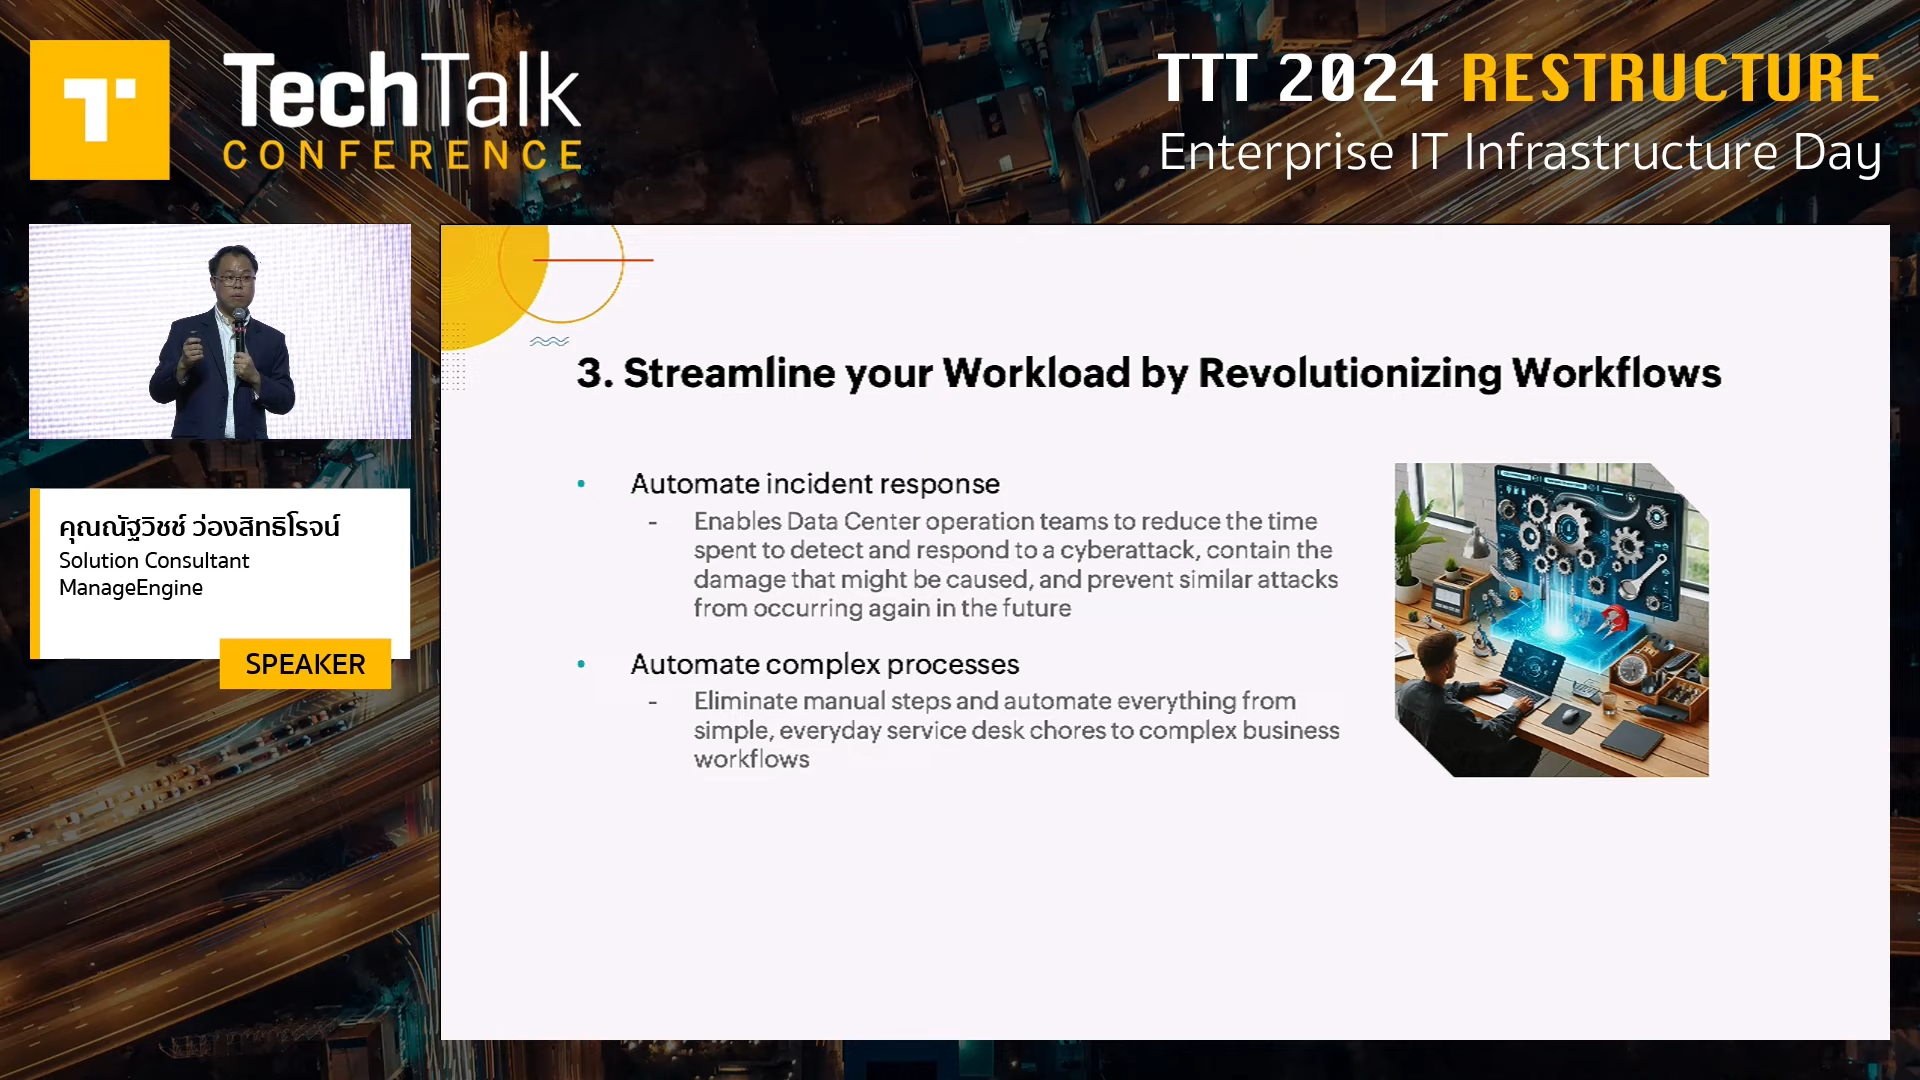 TechTalk
CONFERENCE
TTT 2024 RESTRUCTURE
Enterprise IT Infrastructure Day
คุณณัฐวิชช์ ว่องสิทธิโรจน์
Solution Consultant
ManageEngine
SPEAKER
3. Streamline your Workload by Revolutionizing Workflows
• Automate incident response
- Enables Data Center operation teams to reduce the time
spent to detect and respond to a cyberattack, contain the
damage that might be caused, and prevent similar attacks
from occurring again in the future
• Automate complex processes
- Eliminate manual steps and automate everything from
simple, everyday service desk chores to complex business
workflows